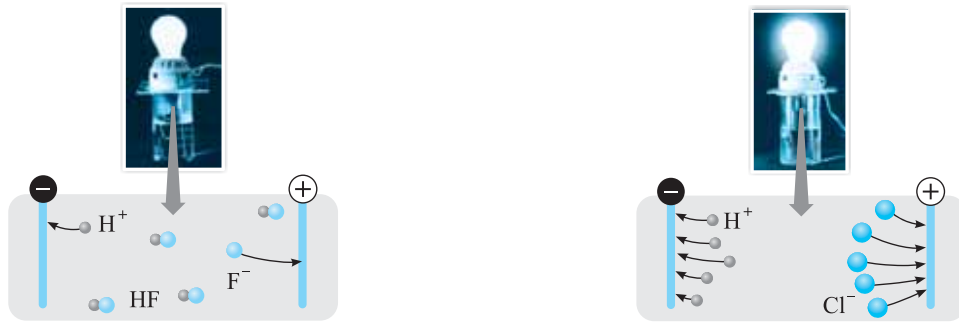 − +
H⁺
F⁻
HF
− +
H⁺
Cl⁻